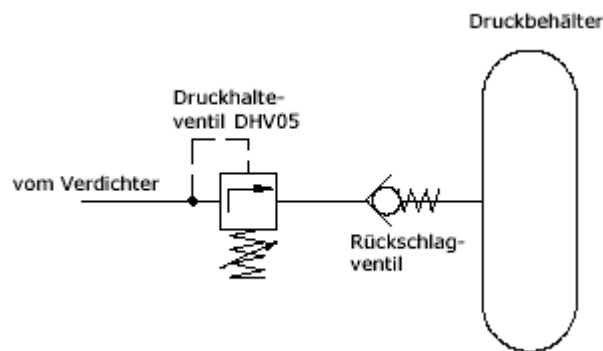 Druckbehälter
Druckhalte-
ventil DHV05
vom Verdichter
Rückschlag-
ventil